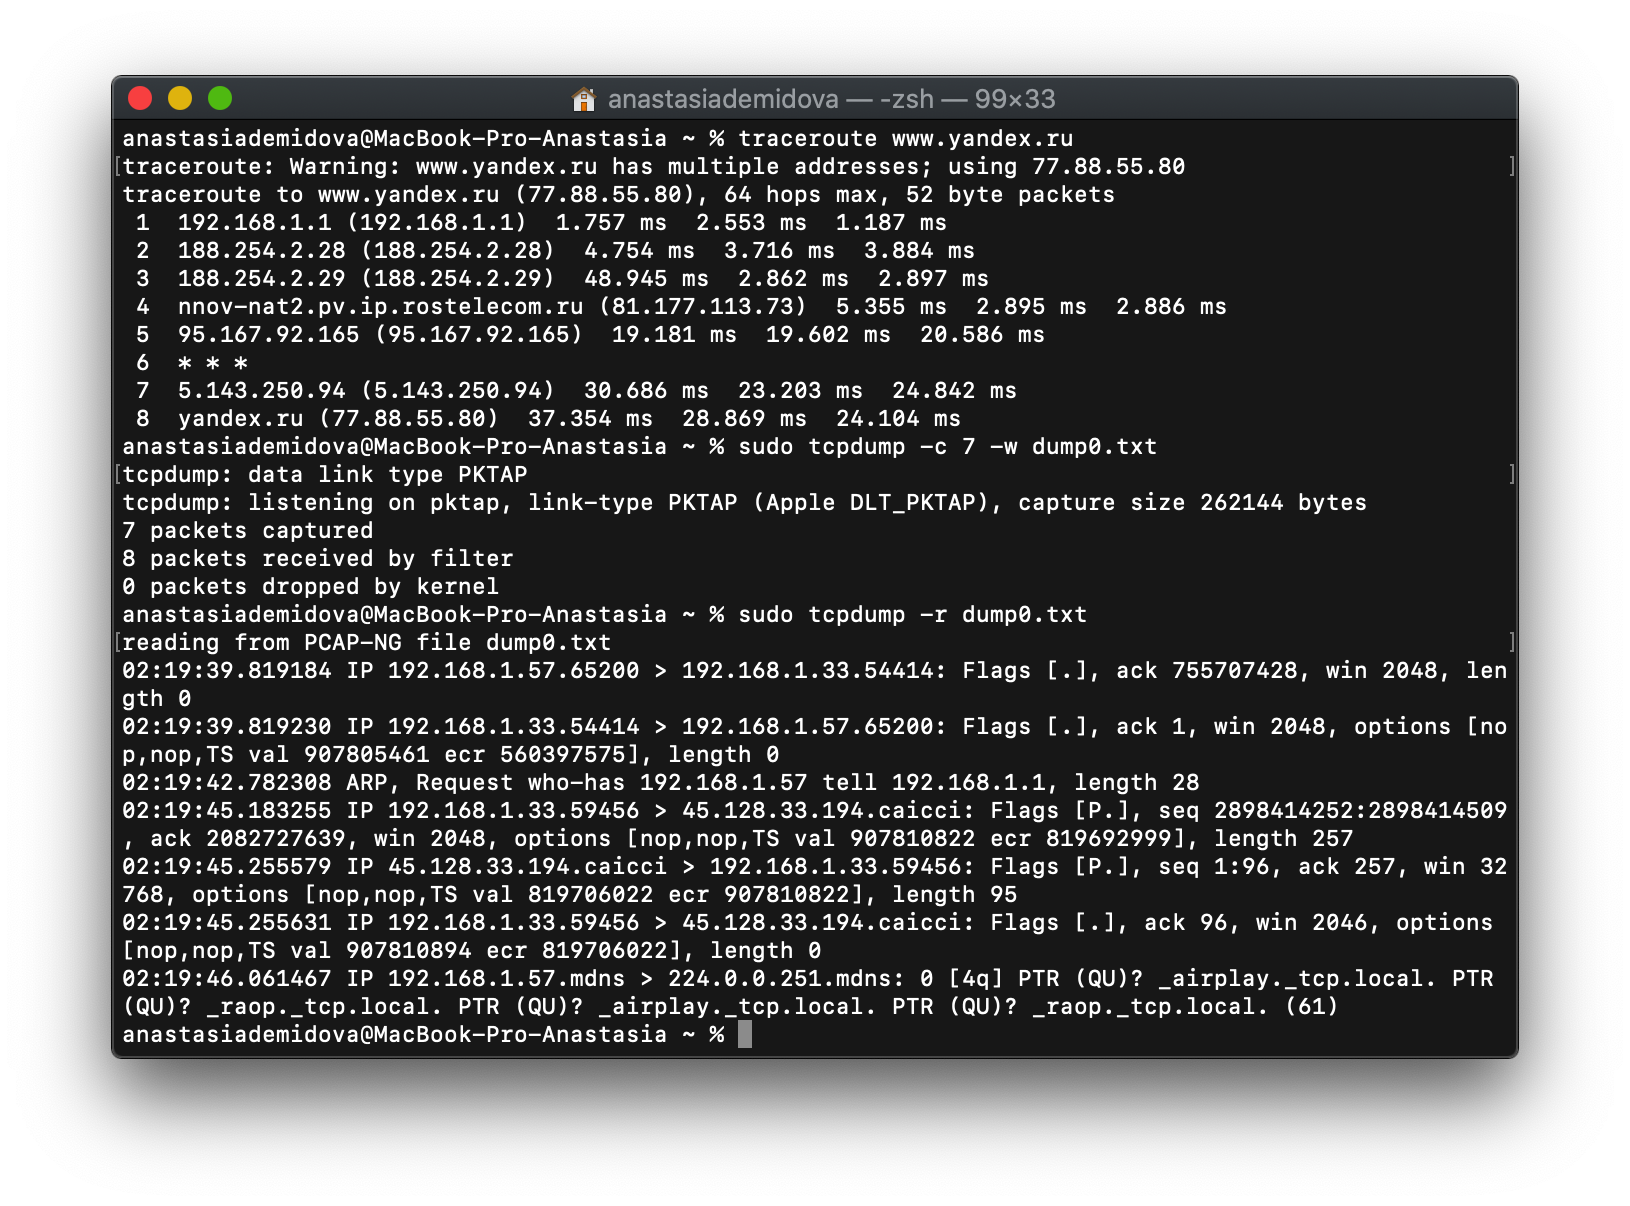 anastasiademidova — -zsh — 99×33
anastasiademidova@MacBook-Pro-Anastasia ~ % traceroute www.yandex.ru
[traceroute: Warning: www.yandex.ru has multiple addresses; using 77.88.55.80 ]
traceroute to www.yandex.ru (77.88.55.80), 64 hops max, 52 byte packets
 1  192.168.1.1 (192.168.1.1)  1.757 ms  2.553 ms  1.187 ms
 2  188.254.2.28 (188.254.2.28)  4.754 ms  3.716 ms  3.884 ms
 3  188.254.2.29 (188.254.2.29)  48.945 ms  2.862 ms  2.897 ms
 4  nnov-nat2.pv.ip.rostelecom.ru (81.177.113.73)  5.355 ms  2.895 ms  2.886 ms
 5  95.167.92.165 (95.167.92.165)  19.181 ms  19.602 ms  20.586 ms
 6  * * *
 7  5.143.250.94 (5.143.250.94)  30.686 ms  23.203 ms  24.842 ms
 8  yandex.ru (77.88.55.80)  37.354 ms  28.869 ms  24.104 ms
anastasiademidova@MacBook-Pro-Anastasia ~ % sudo tcpdump -c 7 -w dump0.txt
[tcpdump: data link type PKTAP ]
tcpdump: listening on pktap, link-type PKTAP (Apple DLT_PKTAP), capture size 262144 bytes
7 packets captured
8 packets received by filter
0 packets dropped by kernel
anastasiademidova@MacBook-Pro-Anastasia ~ % sudo tcpdump -r dump0.txt
[reading from PCAP-NG file dump0.txt ]
02:19:39.819184 IP 192.168.1.57.65200 > 192.168.1.33.54414: Flags [.], ack 755707428, win 2048, len
gth 0
02:19:39.819230 IP 192.168.1.33.54414 > 192.168.1.57.65200: Flags [.], ack 1, win 2048, options [no
p,nop,TS val 907805461 ecr 560397575], length 0
02:19:42.782308 ARP, Request who-has 192.168.1.57 tell 192.168.1.1, length 28
02:19:45.183255 IP 192.168.1.33.59456 > 45.128.33.194.caicci: Flags [P.], seq 2898414252:2898414509
, ack 2082727639, win 2048, options [nop,nop,TS val 907810822 ecr 819692999], length 257
02:19:45.255579 IP 45.128.33.194.caicci > 192.168.1.33.59456: Flags [P.], seq 1:96, ack 257, win 32
768, options [nop,nop,TS val 819706022 ecr 907810822], length 95
02:19:45.255631 IP 192.168.1.33.59456 > 45.128.33.194.caicci: Flags [.], ack 96, win 2046, options 
[nop,nop,TS val 907810894 ecr 819706022], length 0
02:19:46.061467 IP 192.168.1.57.mdns > 224.0.0.251.mdns: 0 [4q] PTR (QU)? _airplay._tcp.local. PTR 
(QU)? _raop._tcp.local. PTR (QU)? _airplay._tcp.local. PTR (QU)? _raop._tcp.local. (61)
anastasiademidova@MacBook-Pro-Anastasia ~ %